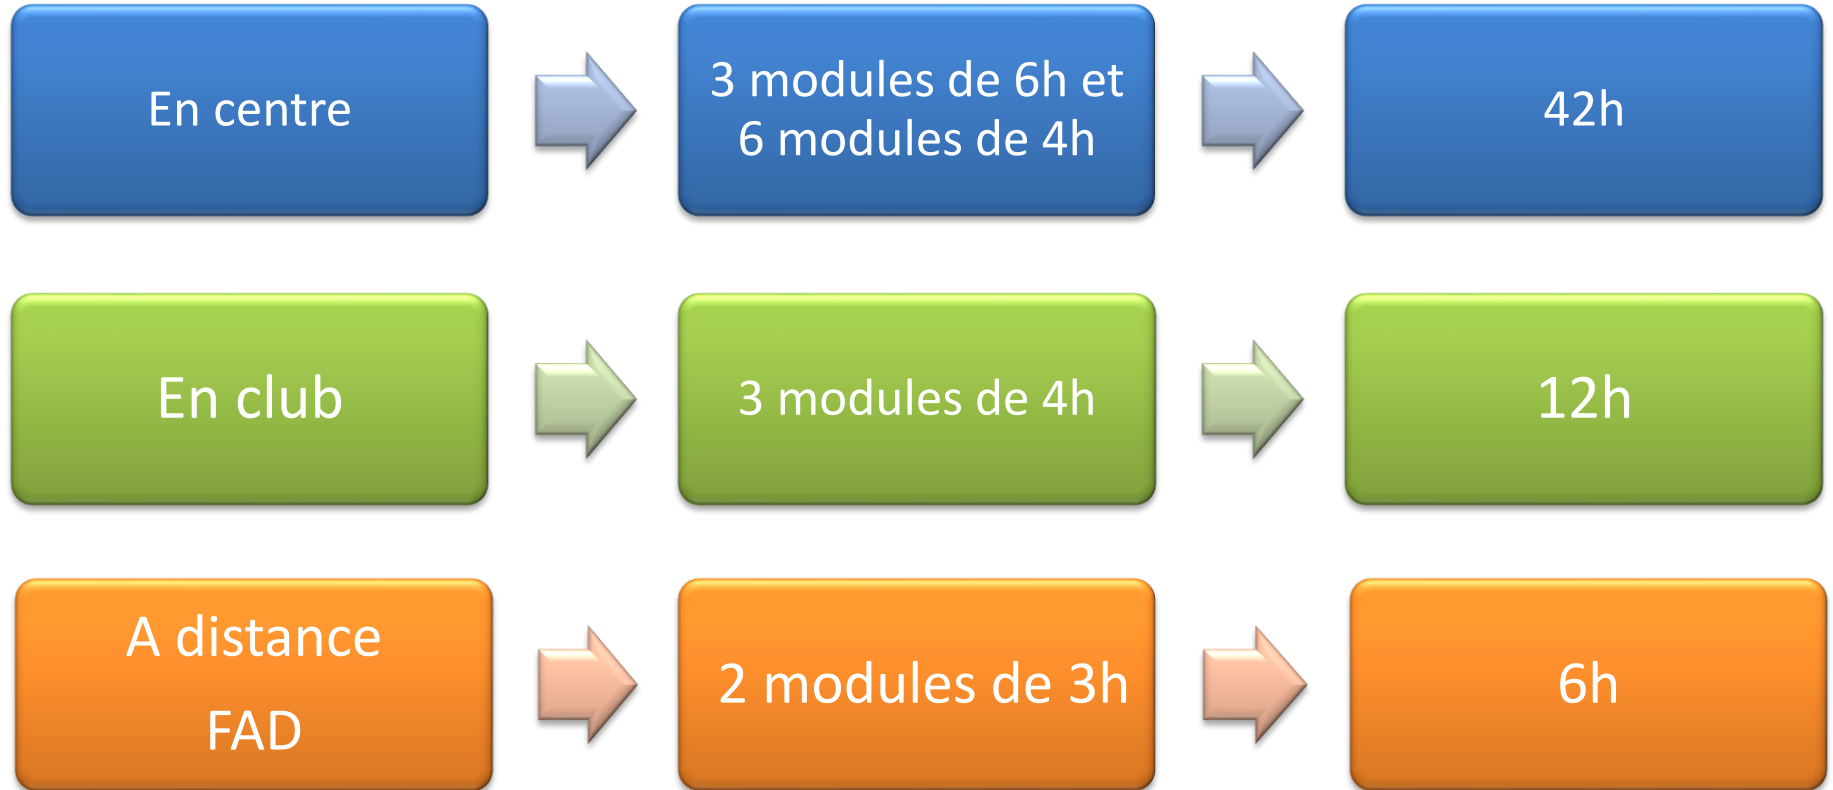 En centre
3 modules de 6h et
6 modules de 4h
42h
En club
3 modules de 4h
12h
A distance
FAD
2 modules de 3h
6h